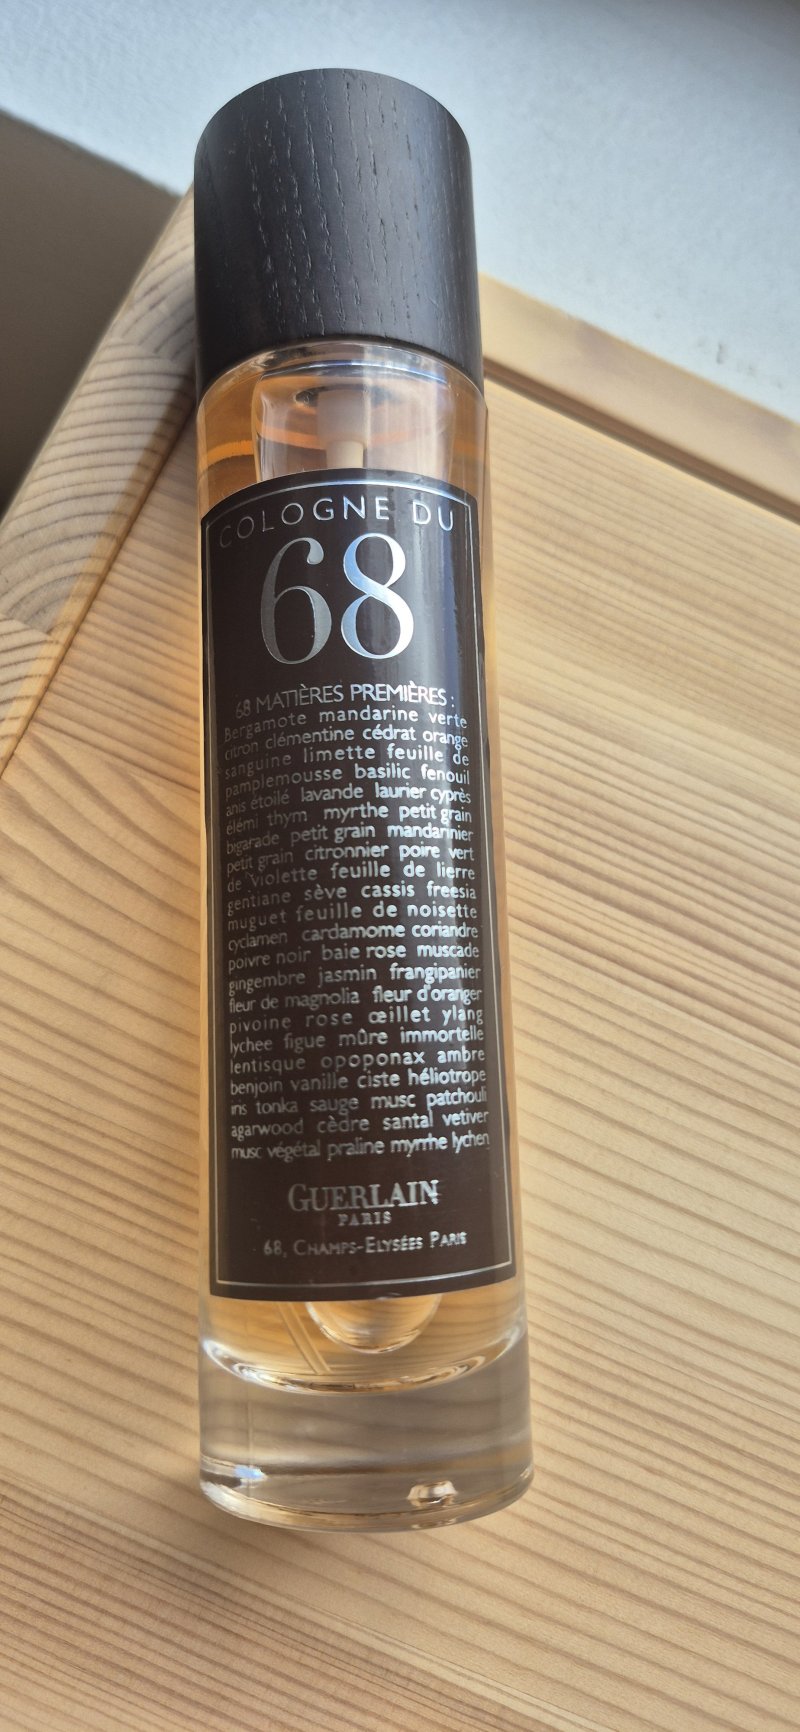 COLOGNE DU
68
68 MATIÈRES PREMIÈRES :
Bergamote mandarine verte
citron clémentine cédrat orange
sanguine limette feuille de
pamplemousse basilic fenouil
anis étoilé lavande laurier cyprès
élémi thym myrthe petit grain
bigarade petit grain mandarinier
petit grain citronnier poire vert
de violette feuille de lierre
gentiane sève cassis freesia
muguet feuille de noisette
cyclamen cardamome coriandre
poivre noir baie rose muscade
gingembre jasmin frangipanier
fleur de magnolia fleur d'oranger
pivoine rose œillet ylang
lychee figue mûre immortelle
lentisque opoponax ambre
benjoin vanille ciste héliotrope
iris tonka sauge musc patchouli
agarwood cèdre santal vetiver
musc végétal praline myrrhe lychen
GUERLAIN
PARIS
68, CHAMPS-ELYSÉES PARIS